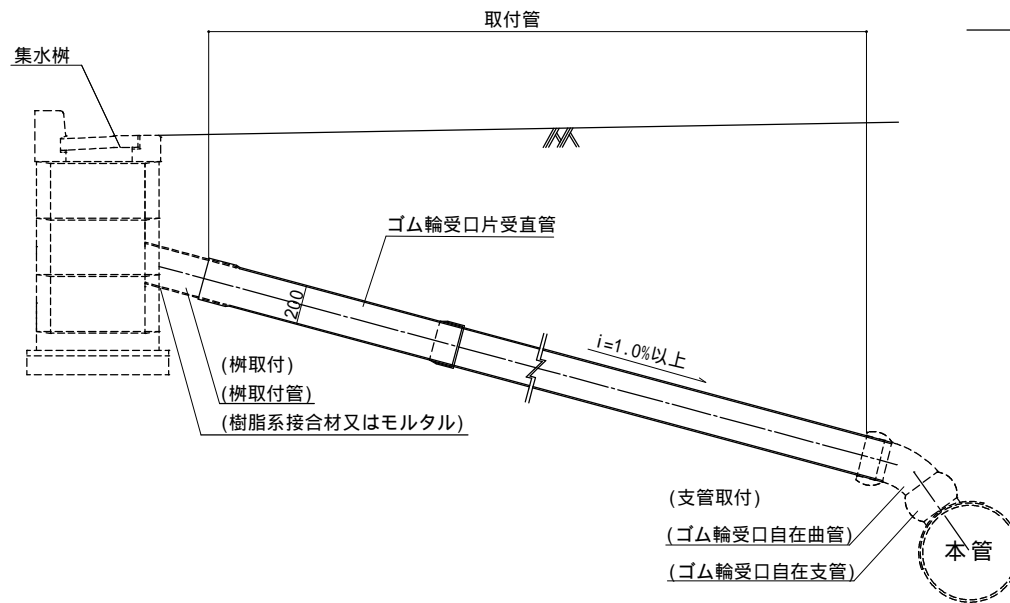 取付管
集水桝
ゴム輪受口片受直管
200
i=1.0%以上
(桝取付)
(桝取付管)
(樹脂系接合材又はモルタル)
(支管取付)
(ゴム輪受口自在曲管)
(ゴム輪受口自在支管)
本管